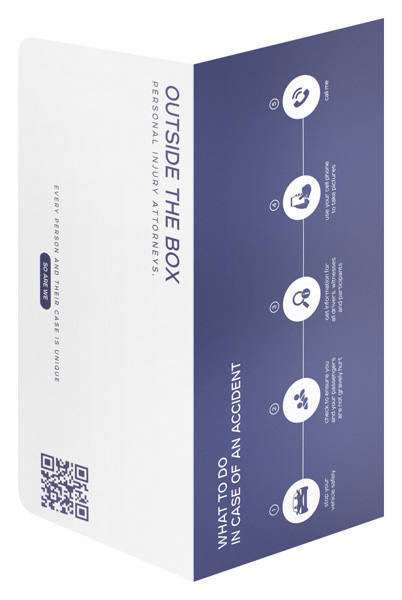 WHAT TO DO
IN CASE OF AN ACCIDENT
1
stop your
vehicle safely
2
check to ensure you
and your passengers
are not gravely hurt
3
get information for
all drivers, witnesses
and participants
4
use your cell phone
to take pictures
5
call me
OUTSIDE THE BOX
PERSONAL INJURY ATTORNEYS.
EVERY PERSON AND THEIR CASE IS UNIQUE
SO ARE WE